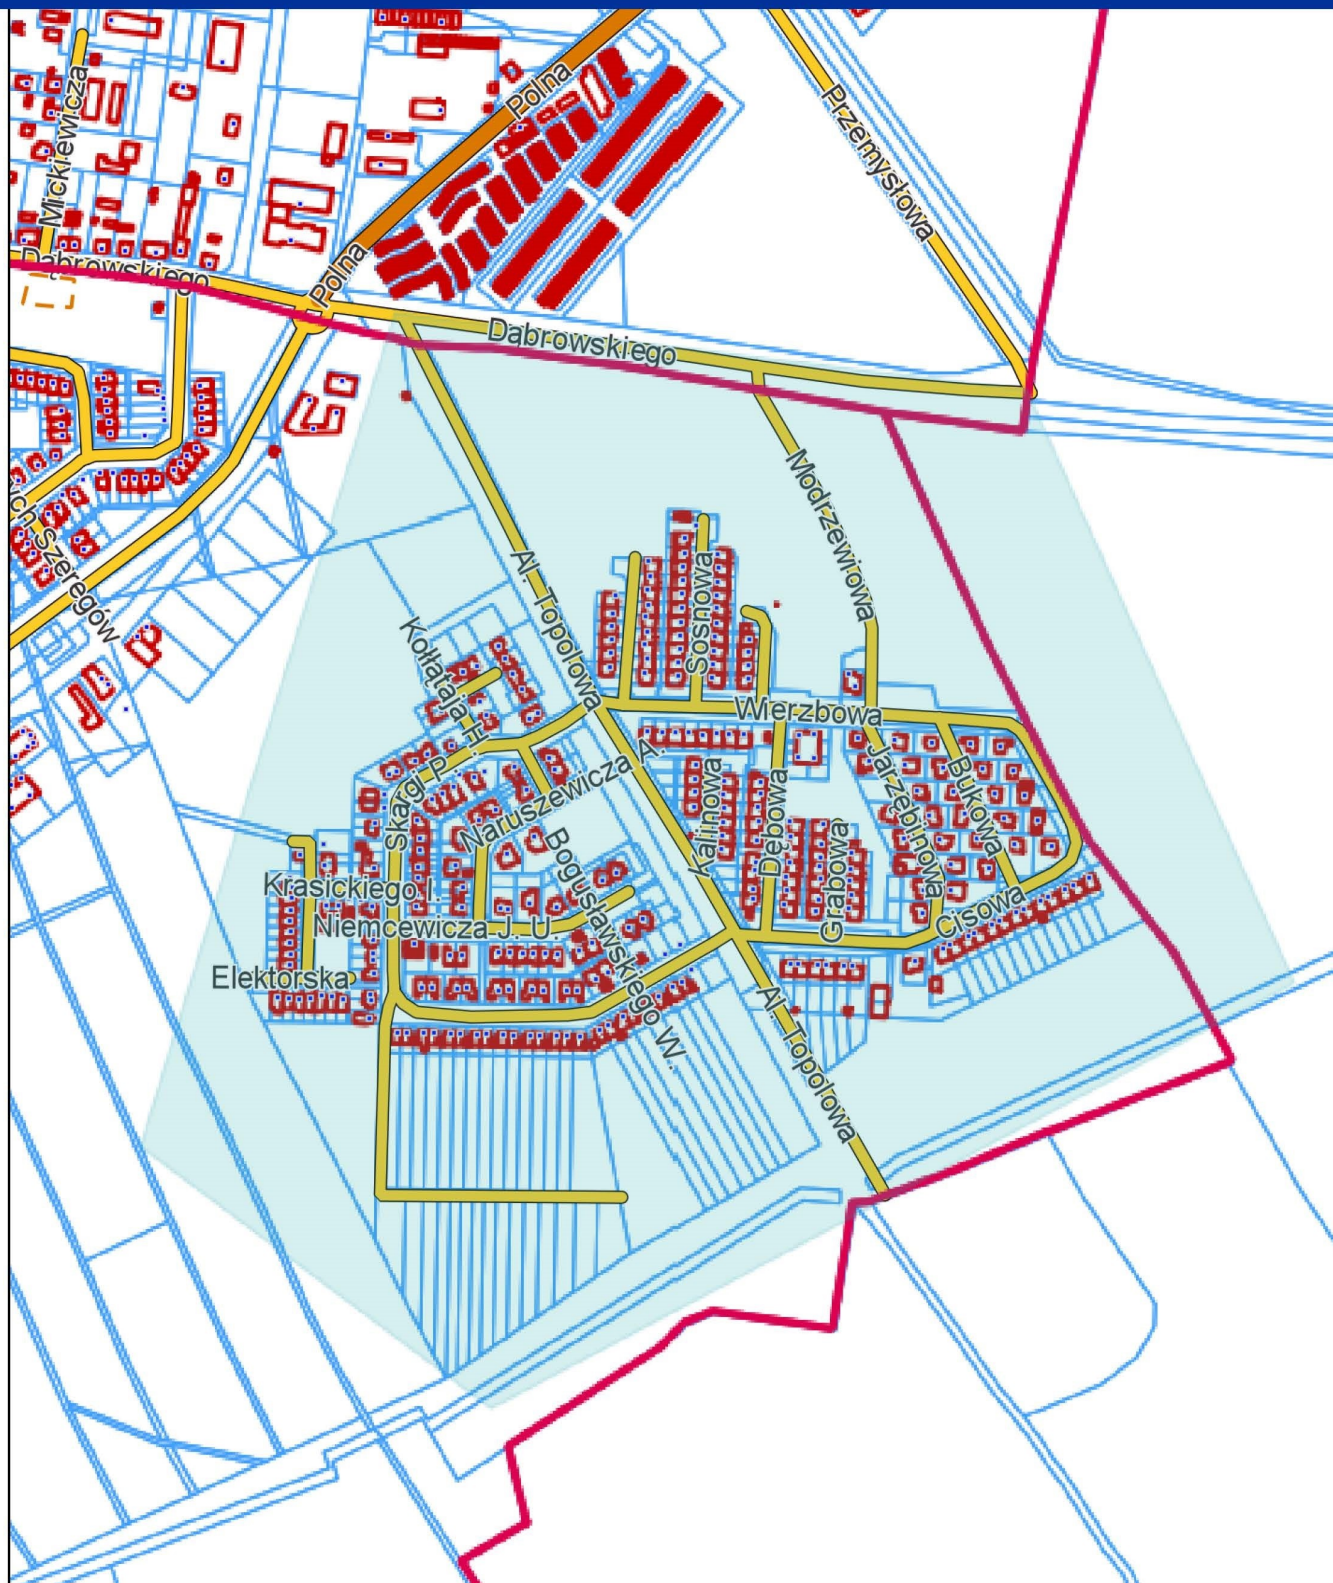 Polna
Mickiewicza
Przemysłowa
Dąbrowskiego
Polna
Dąbrowskiego
Modrzewiowa
ych Szeregów
Al. Topolowa
Sosnowa
Kołłątaja H.
Wierzbowa
Skargi P.
Naruszewicza A.
Kalinowa
Dębowa
Jarzębinowa
Bukowa
Grabowa
Bogusławskiego W.
Krasickiego I.
Niemcewicza J. U.
Cisowa
Elektorska
Al. Topolowa